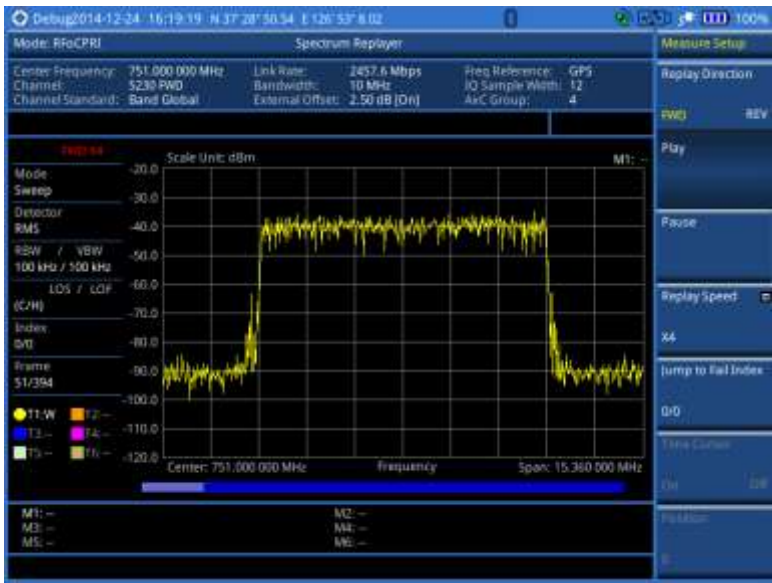 Debug2014-12-24 16:19:19 N 37° 28' 50.54 E 126° 53' 8.02
100%
Mode: RFoCPRI
Spectrum Replayer
Measure Setup
Center Frequency: 751.000 000 MHz
Link Rate: 2457.6 Mbps
Freq Reference: GPS
Channel: 5230 FWD
Bandwidth: 10 MHz
IQ Sample Width: 12
Channel Standard: Band Global
External Offset: 2.50 dB [On]
AxC Group: 4
Replay Direction
FWD REV
Play
Pause
Replay Speed
X4
Jump to Fail Index
0/0
Time Cursor
On Off
Position
Scale Unit: dBm
M1: --
Mode
Sweep
Detector
RMS
RBW / VBW
100 kHz / 100 kHz
LOS / LOF
(C/H)
Index
0/0
Frame
51/394
T1:W T2:--
T3:-- T4:--
T5:-- T6:--
-20.0
-30.0
-40.0
-50.0
-60.0
-70.0
-80.0
-90.0
-100.0
-110.0
-120.0
Center: 751.000 000 MHz
Frequency
Span: 15.360 000 MHz
M1: --
M2: --
M3: --
M4: --
M5: --
M6: --